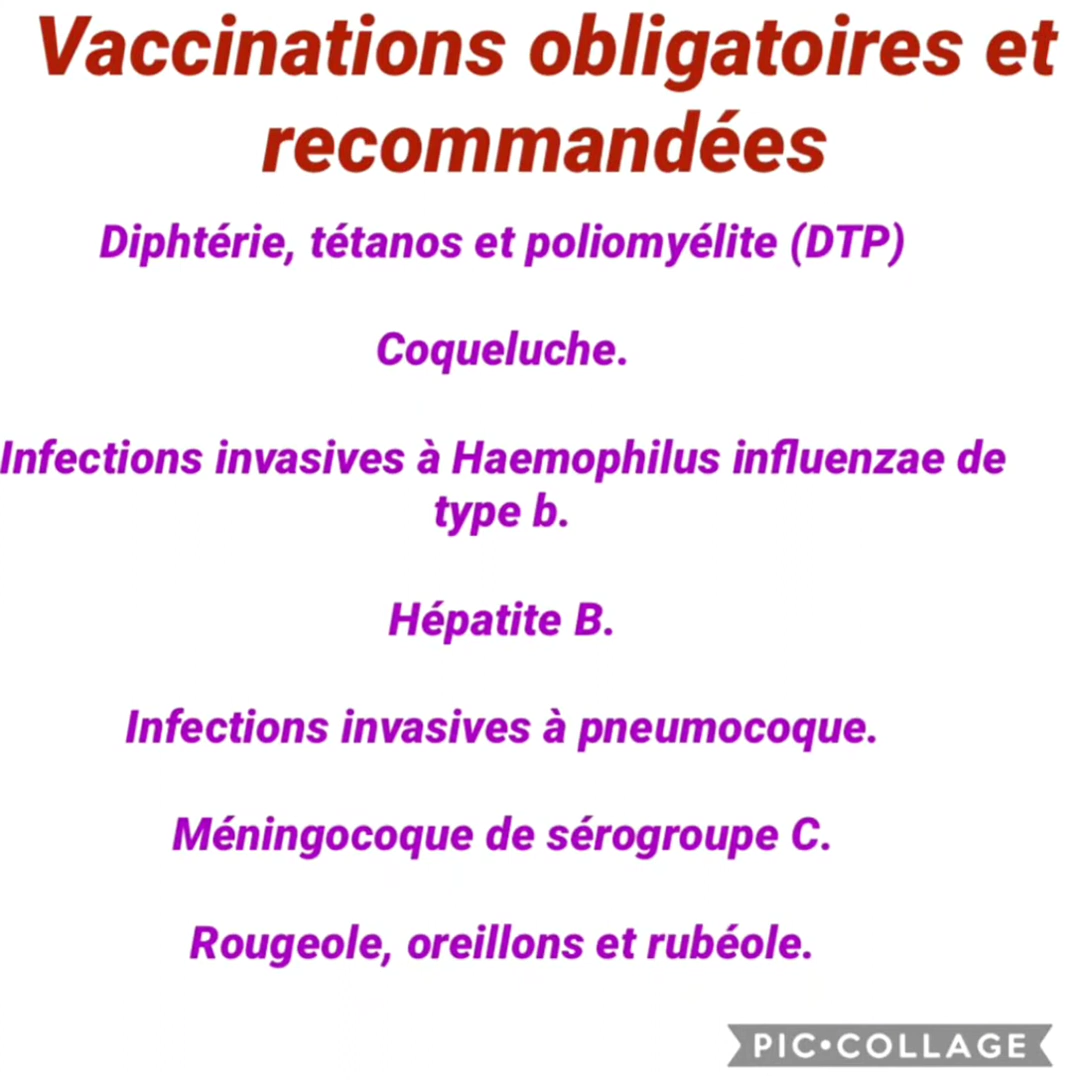 Vaccinations obligatoires et
recommandées
Diphtérie, tétanos et poliomyélite (DTP)
Coqueluche.
Infections invasives à Haemophilus influenzae de
type b.
Hépatite B.
Infections invasives à pneumocoque.
Méningocoque de sérogroupe C.
Rougeole, oreillons et rubéole.
PIC•COLLAGE